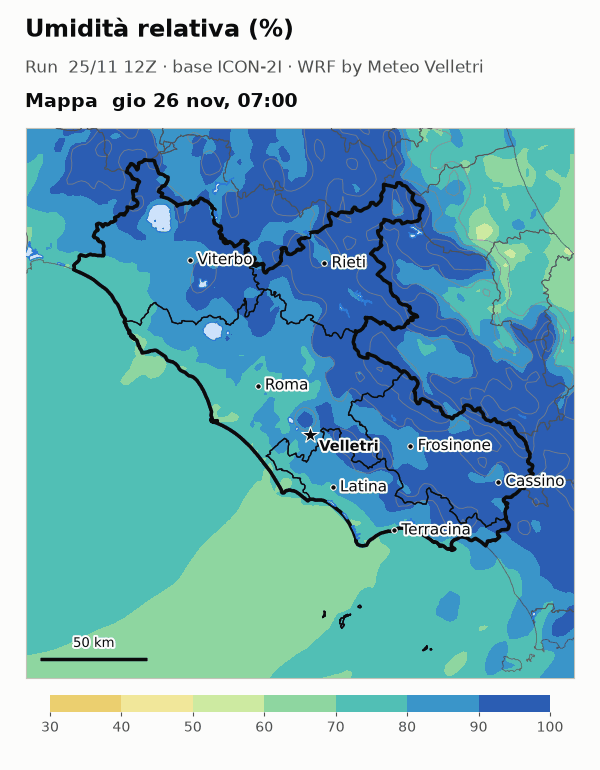 Umidità relativa (%)
Run  25/11 12Z · base ICON-2I · WRF by Meteo Velletri
Mappa  gio 26 nov, 07:00
Viterbo
Rieti
Roma
Velletri
Frosinone
Cassino
Latina
Terracina
50 km
30 40 50 60 70 80 90 100